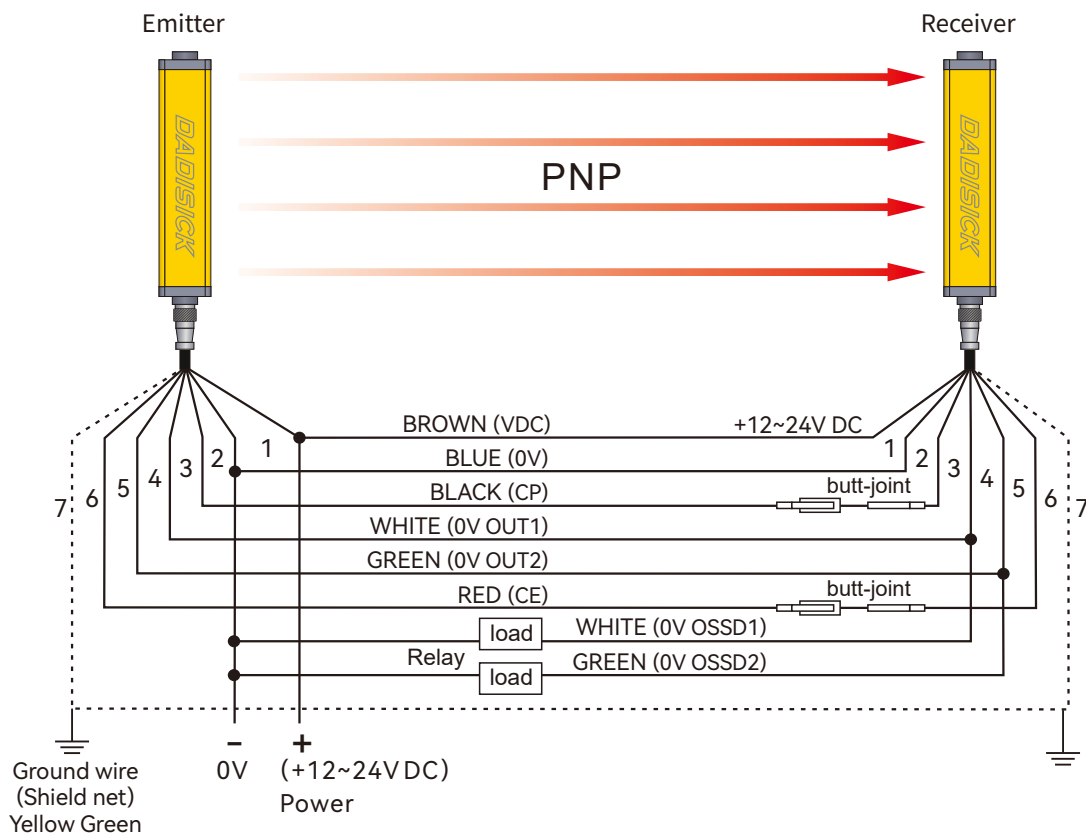 Emitter
Receiver
DADISICK
DADISICK
PNP
BROWN (VDC)
+12~24V DC
BLUE (0V)
BLACK (CP)
butt-joint
WHITE (0V OUT1)
GREEN (0V OUT2)
RED (CE)
butt-joint
load
WHITE (0V OSSD1)
Relay
load
GREEN (0V OSSD2)
7
6
5
4
3
2
1
1
2
3
4
5
6
7
-
+
0V
(+12~24V DC)
Power
Ground wire
(Shield net)
Yellow Green